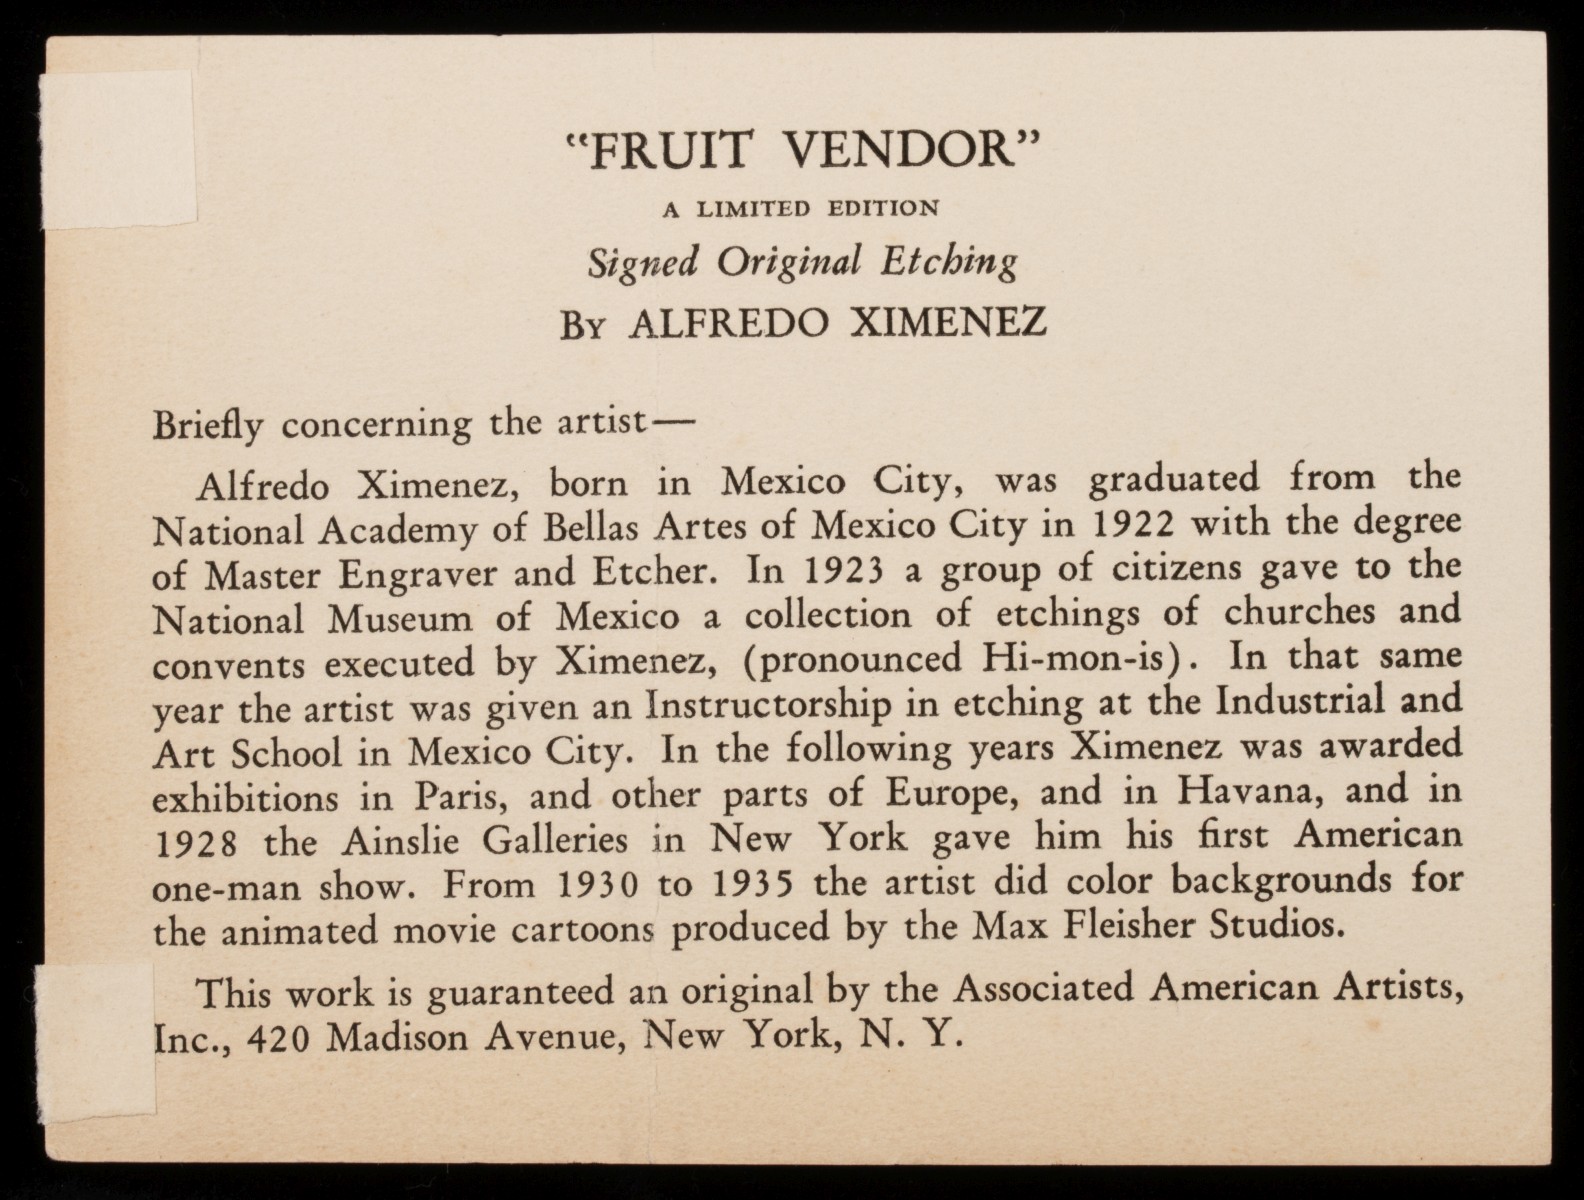 “FRUIT VENDOR”
A LIMITED EDITION
Signed Original Etching
By ALFREDO XIMENEZ
Briefly concerning the artist—
Alfredo Ximenez, born in Mexico City, was graduated from the
National Academy of Bellas Artes of Mexico City in 1922 with the degree
of Master Engraver and Etcher. In 1923 a group of citizens gave to the
National Museum of Mexico a collection of etchings of churches and
convents executed by Ximenez, (pronounced Hi-mon-is). In that same
year the artist was given an Instructorship in etching at the Industrial and
Art School in Mexico City. In the following years Ximenez was awarded
exhibitions in Paris, and other parts of Europe, and in Havana, and in
1928 the Ainslie Galleries in New York gave him his first American
one-man show. From 1930 to 1935 the artist did color backgrounds for
the animated movie cartoons produced by the Max Fleisher Studios.
This work is guaranteed an original by the Associated American Artists,
Inc., 420 Madison Avenue, New York, N. Y.